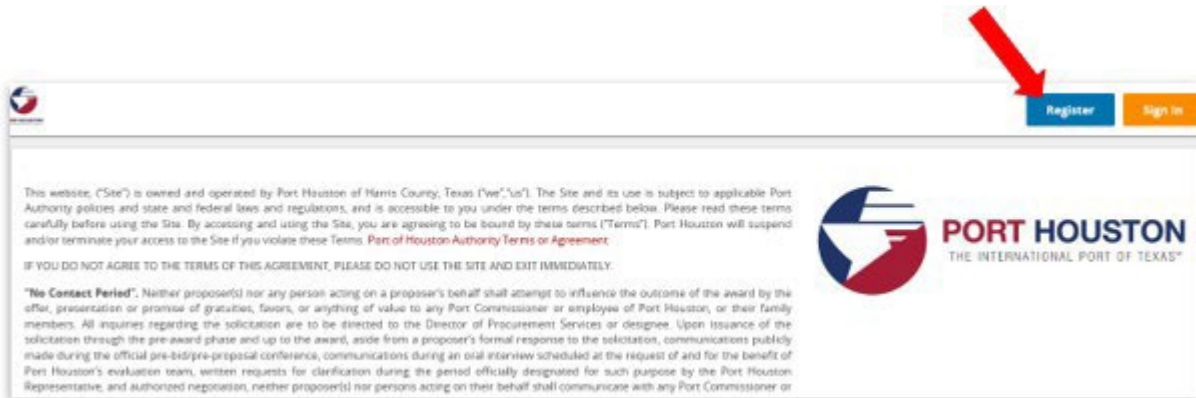 Register
Sign In
This website, ("Site") is owned and operated by Port Houston of Harris County, Texas ("we","us"). The Site and its use is subject to applicable Port
Authority policies and state and federal laws and regulations, and is accessible to you under the terms described below. Please read these terms
carefully before using the Site. By accessing and using the Site, you are agreeing to be bound by these terms ("Terms"). Port Houston will suspend
and/or terminate your access to the Site if you violate these Terms. Port of Houston Authority Terms or Agreement
IF YOU DO NOT AGREE TO THE TERMS OF THIS AGREEMENT, PLEASE DO NOT USE THE SITE AND EXIT IMMEDIATELY.
"No Contact Period". Neither proposer(s) nor any person acting on a proposer's behalf shall attempt to influence the outcome of the award by the
offer, presentation or promise of gratuities, favors, or anything of value to any Port Commissioner or employee of Port Houston, or their family
members. All inquiries regarding the solicitation are to be directed to the Director of Procurement Services or designee. Upon issuance of the
solicitation through the pre-award phase and up to the award, aside from a proposer's formal response to the solicitation, communications publicly
made during the official pre-bid/pre-proposal conference, communications during an oral interview scheduled at the request of and for the benefit of
Port Houston's evaluation team, written requests for clarification during the period officially designated for such purpose by the Port Houston
Representative, and authorized negotiation, neither proposer(s) nor persons acting on their behalf shall communicate with any Port Commissioner or
PORT HOUSTON
THE INTERNATIONAL PORT OF TEXAS™